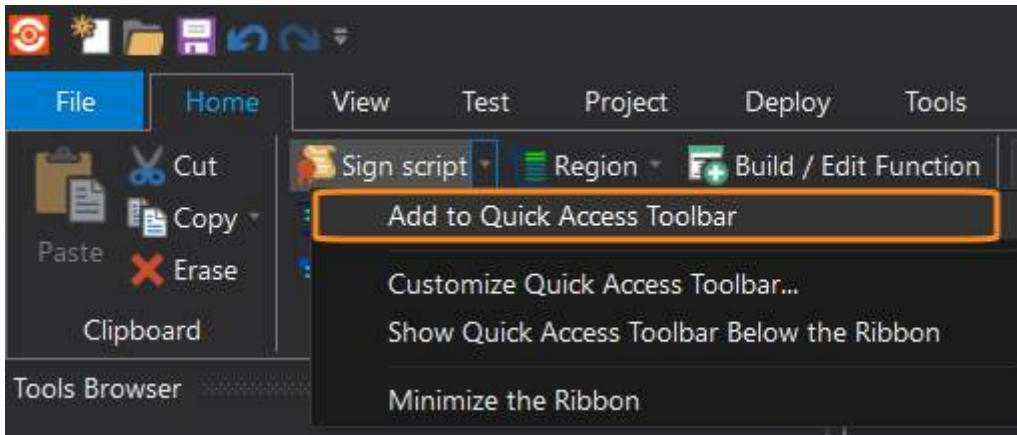 File Home View Test Project Deploy Tools
Cut Sign script Region Build / Edit Function
Copy
Paste
Erase
Clipboard
Add to Quick Access Toolbar
Customize Quick Access Toolbar...
Show Quick Access Toolbar Below the Ribbon
Minimize the Ribbon
Tools Browser